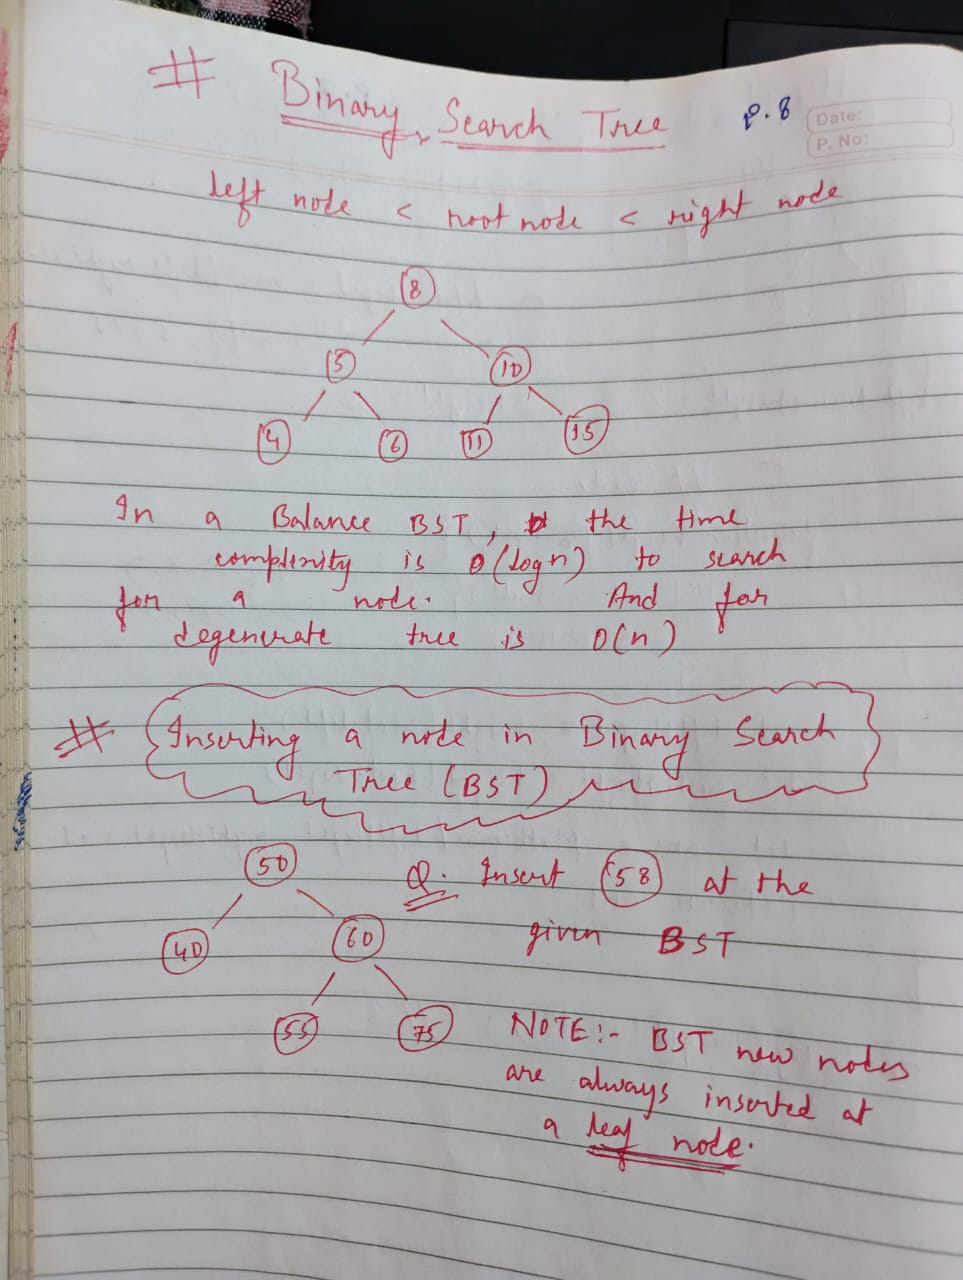 # Binary Search Tree P.8
Date:
P. No:
left node < root node < right node
8
5 10
4 6 11 15
In a Balance BST, the time
complexity is O(logn) to search
for a node. And for
degenerate tree is O(n)
# Inserting a node in Binary Search
Tree (BST)
50
Q. Insert 58 at the
40 60
given BST
55 75
NOTE:- BST new nodes
are always inserted at
a leaf node.